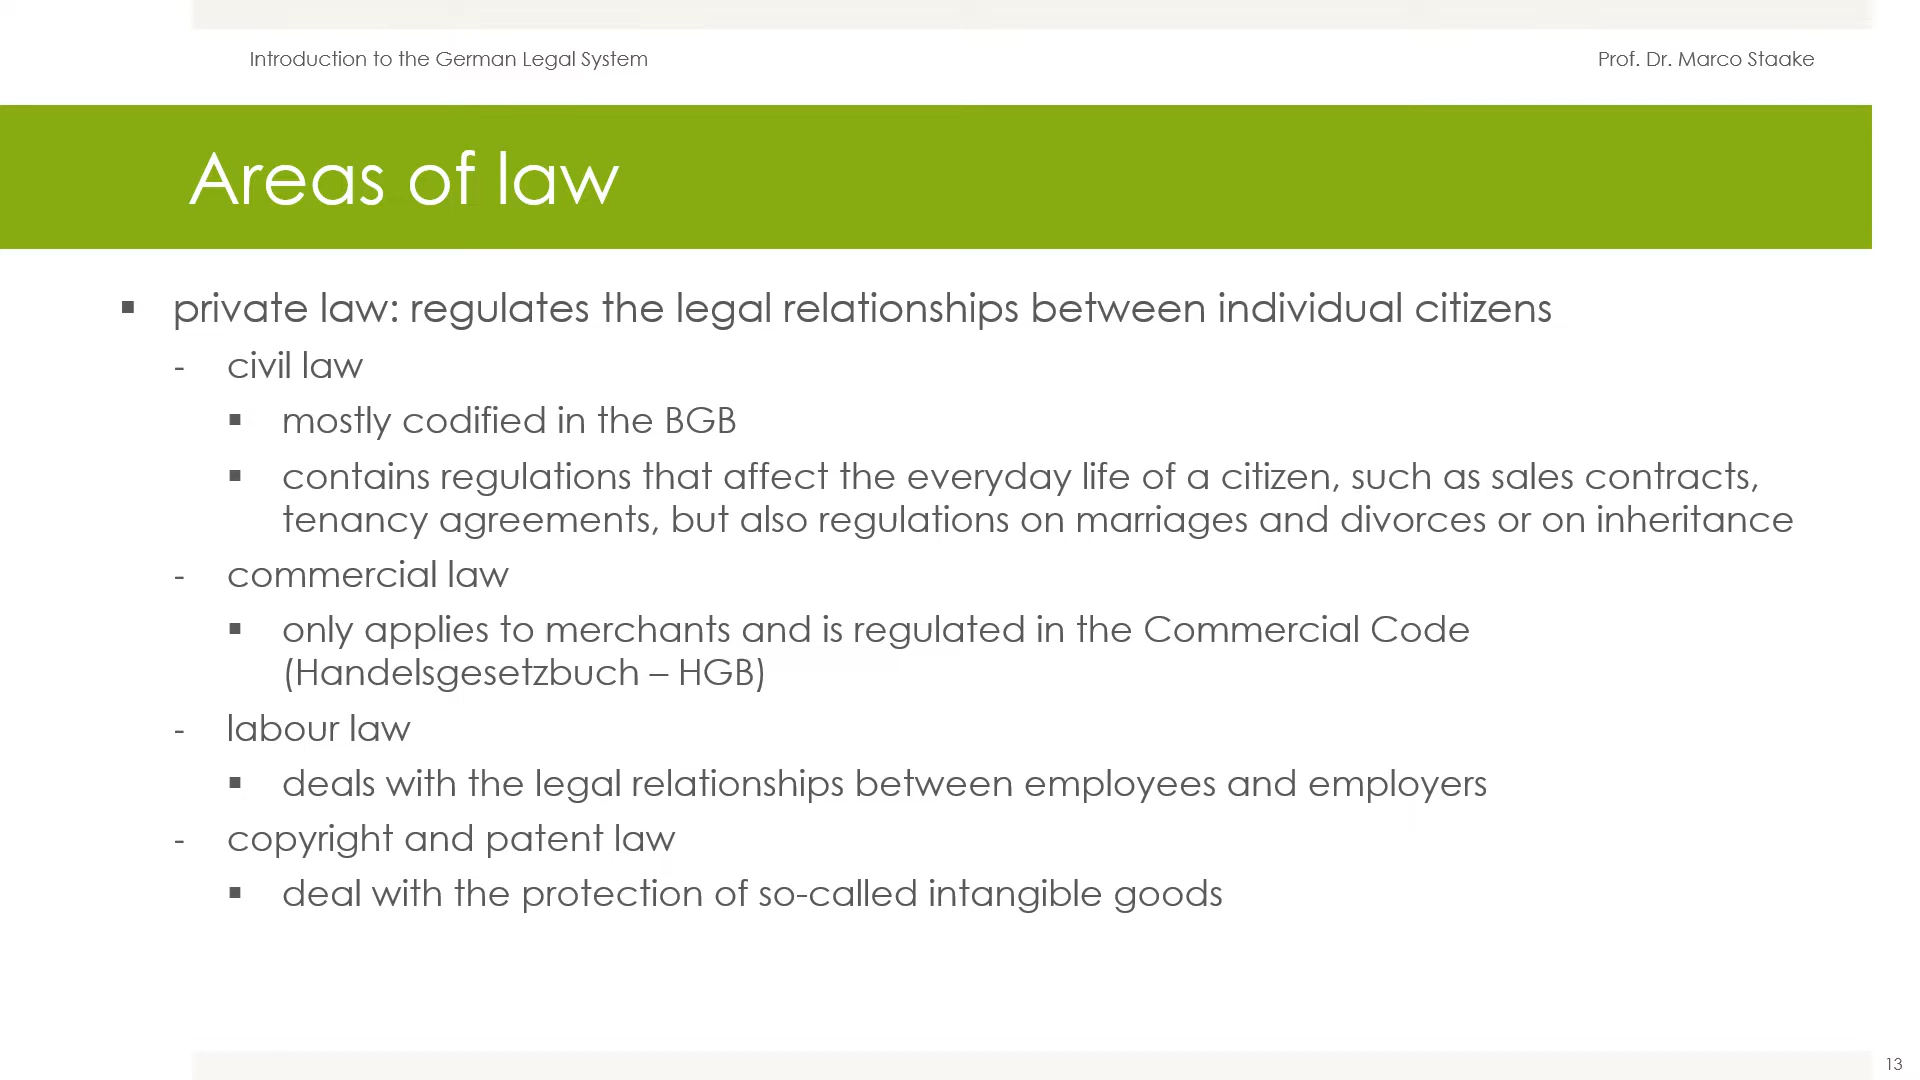 Introduction to the German Legal System
Prof. Dr. Marco Staake
Areas of law
▪ private law: regulates the legal relationships between individual citizens
- civil law
▪ mostly codified in the BGB
▪ contains regulations that affect the everyday life of a citizen, such as sales contracts,
tenancy agreements, but also regulations on marriages and divorces or on inheritance
- commercial law
▪ only applies to merchants and is regulated in the Commercial Code
(Handelsgesetzbuch – HGB)
- labour law
▪ deals with the legal relationships between employees and employers
- copyright and patent law
▪ deal with the protection of so-called intangible goods
13